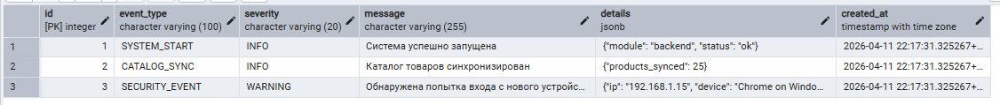 id event_type severity message details created_at
[PK] integer character varying (100) character varying (20) character varying (255) jsonb timestamp with time zone
1 1 SYSTEM_START INFO Система успешно запущена {"module": "backend", "status": "ok"} 2026-04-11 22:17:31.325267+...
2 2 CATALOG_SYNC INFO Каталог товаров синхронизирован {"products_synced": 25} 2026-04-11 22:17:31.325267+...
3 3 SECURITY_EVENT WARNING Обнаружена попытка входа с нового устройс... {"ip": "192.168.1.15", "device": "Chrome on Windo... 2026-04-11 22:17:31.325267+...